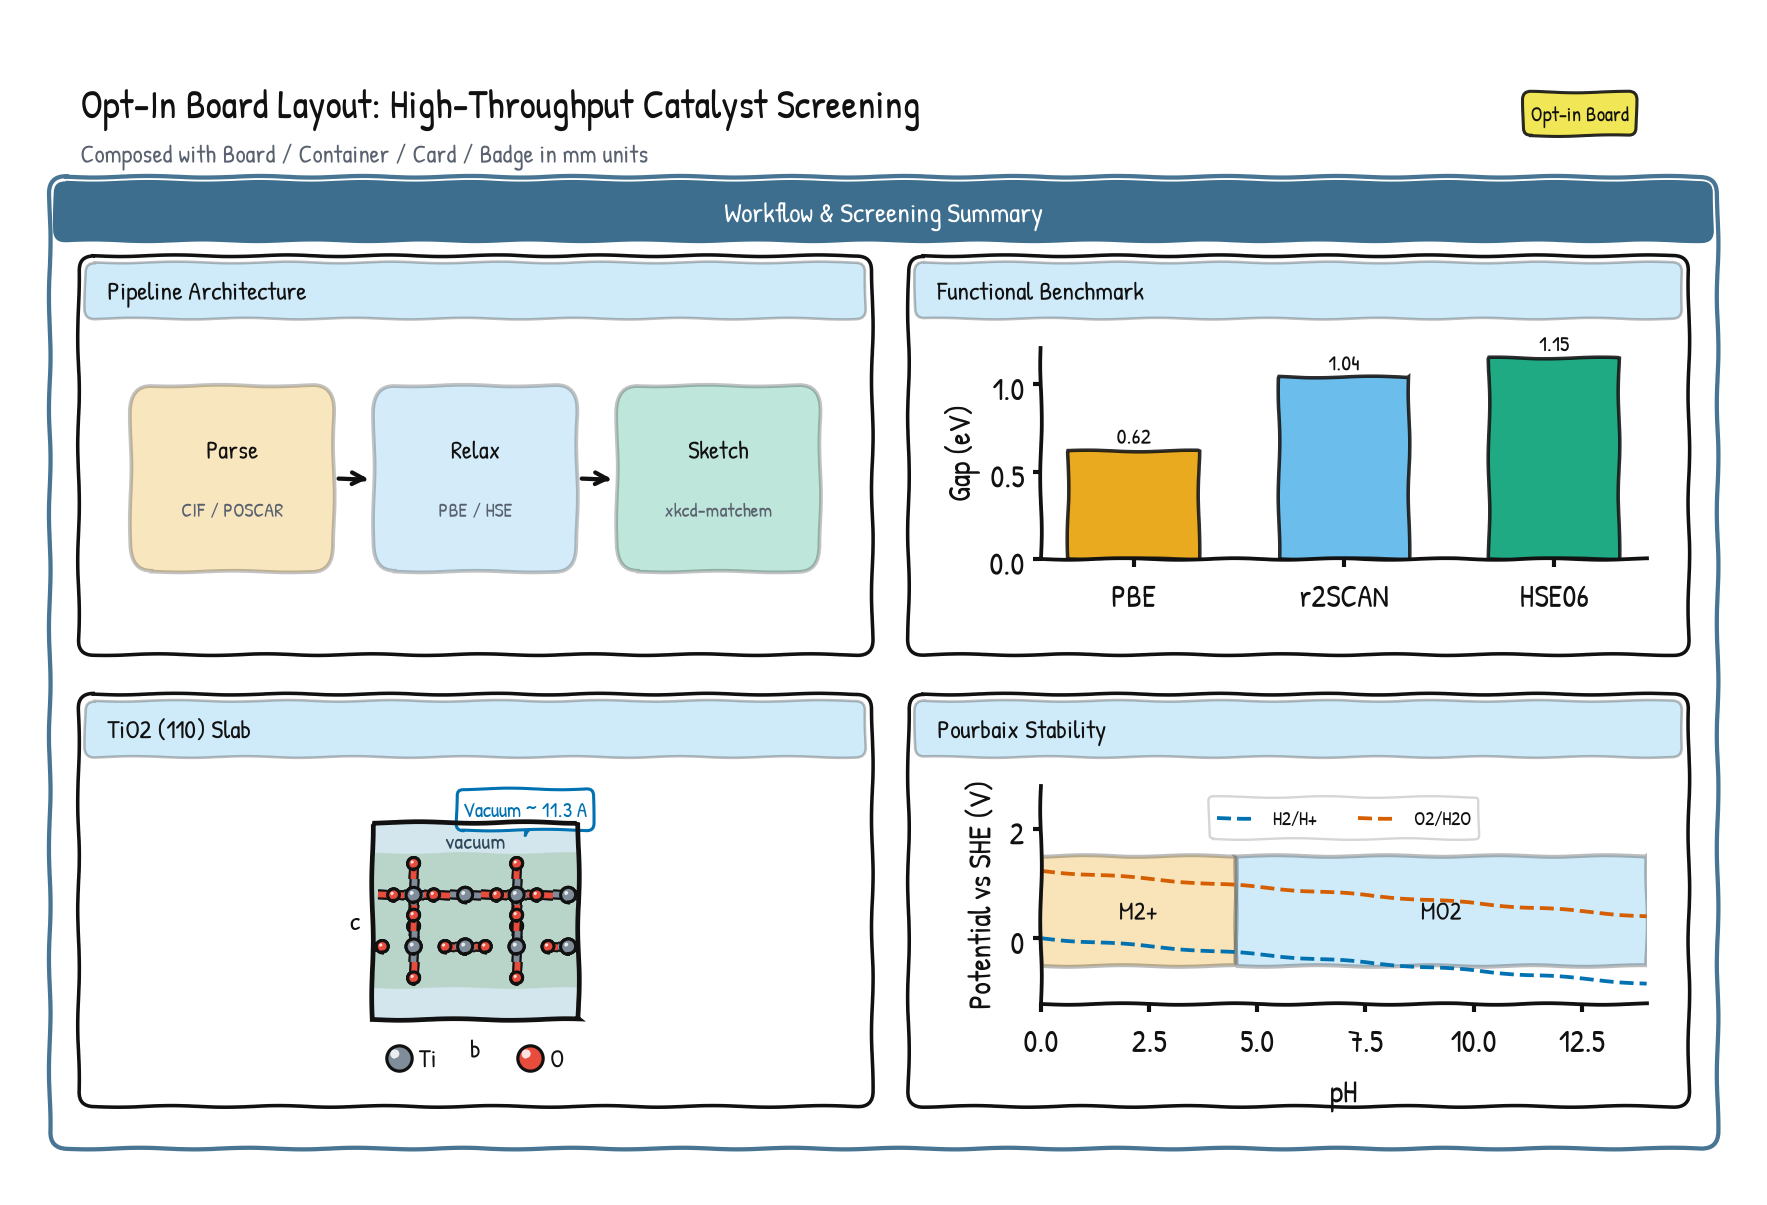 Opt-In Board Layout: High-Throughput Catalyst Screening
Opt-in Board
Composed with Board / Container / Card / Badge in mm units
Workflow & Screening Summary
Pipeline Architecture
Parse
CIF / POSCAR
Relax
PBE / HSE
Sketch
xkcd-matchem
Functional Benchmark
Gap (eV)
1.0
0.5
0.0
0.62
1.04
1.15
PBE
r2SCAN
HSE06
TiO2 (110) Slab
Vacuum ~ 11.3 A
vacuum
c
b
Ti
O
Pourbaix Stability
Potential vs SHE (V)
2
0
H2/H+
O2/H2O
M2+
MO2
0.0
2.5
5.0
7.5
10.0
12.5
pH